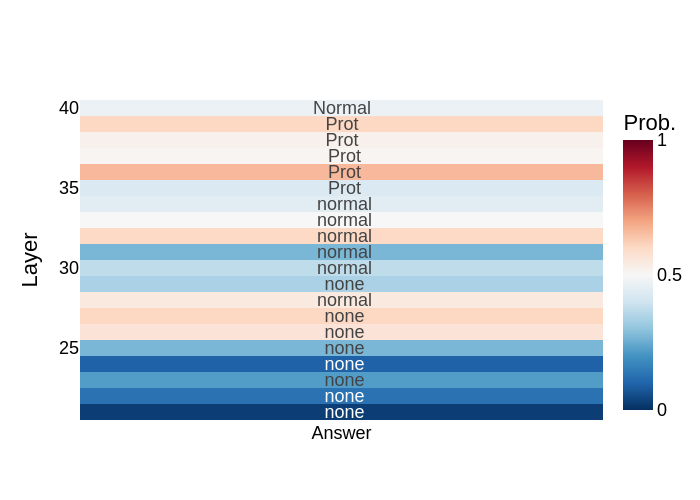 40 Normal
Prot
Prot
Prot
Prot
35 Prot
normal
normal
normal
normal
30 normal
none
normal
none
none
25 none
none
none
none
none
Answer
Layer
Prob.
1
0.5
0